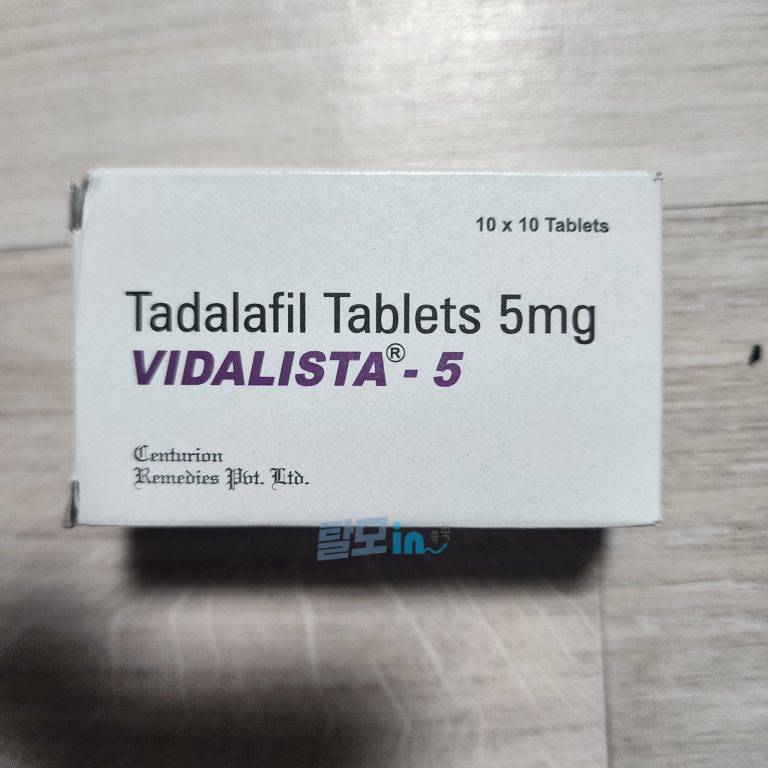 10 x 10 Tablets
Tadalafil Tablets 5mg
VIDALISTA® - 5
Centurion
Remedies Pvt. Ltd.
탈모in